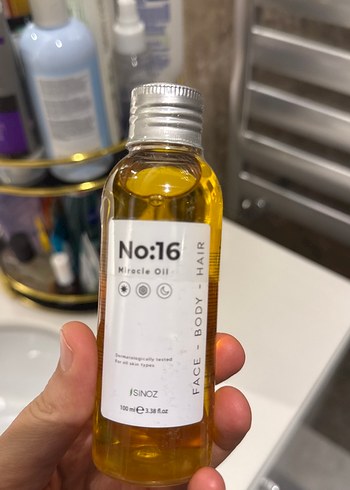 No:16
Miracle Oil
FACE - BODY - HAIR
Dermatologically tested
For all skin types
SINOZ
100 ml ℮ 3.38 fl.oz